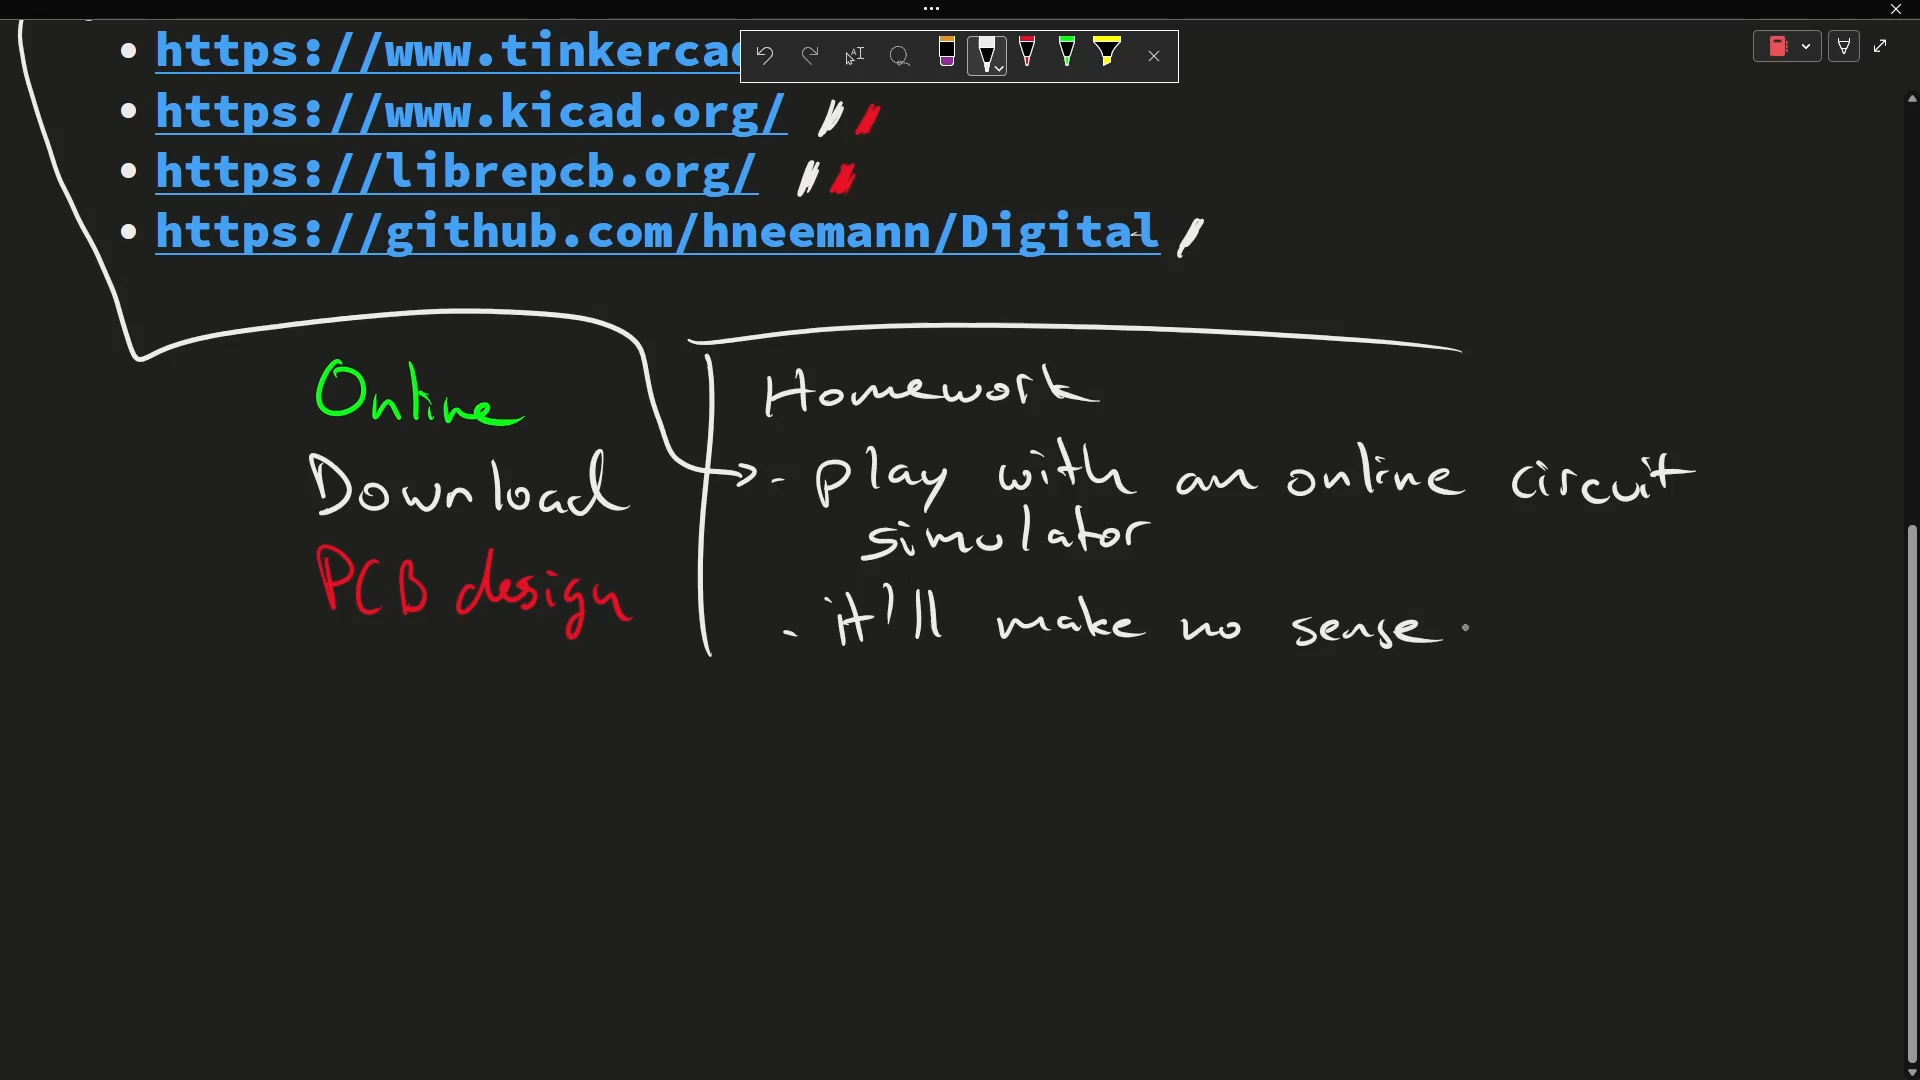 • https://www.tinkercad
• https://www.kicad.org/
• https://librepcb.org/
• https://github.com/hneemann/Digital
Online
Download
PCB design
Homework
- play with an online circuit
simulator
- it'll make no sense